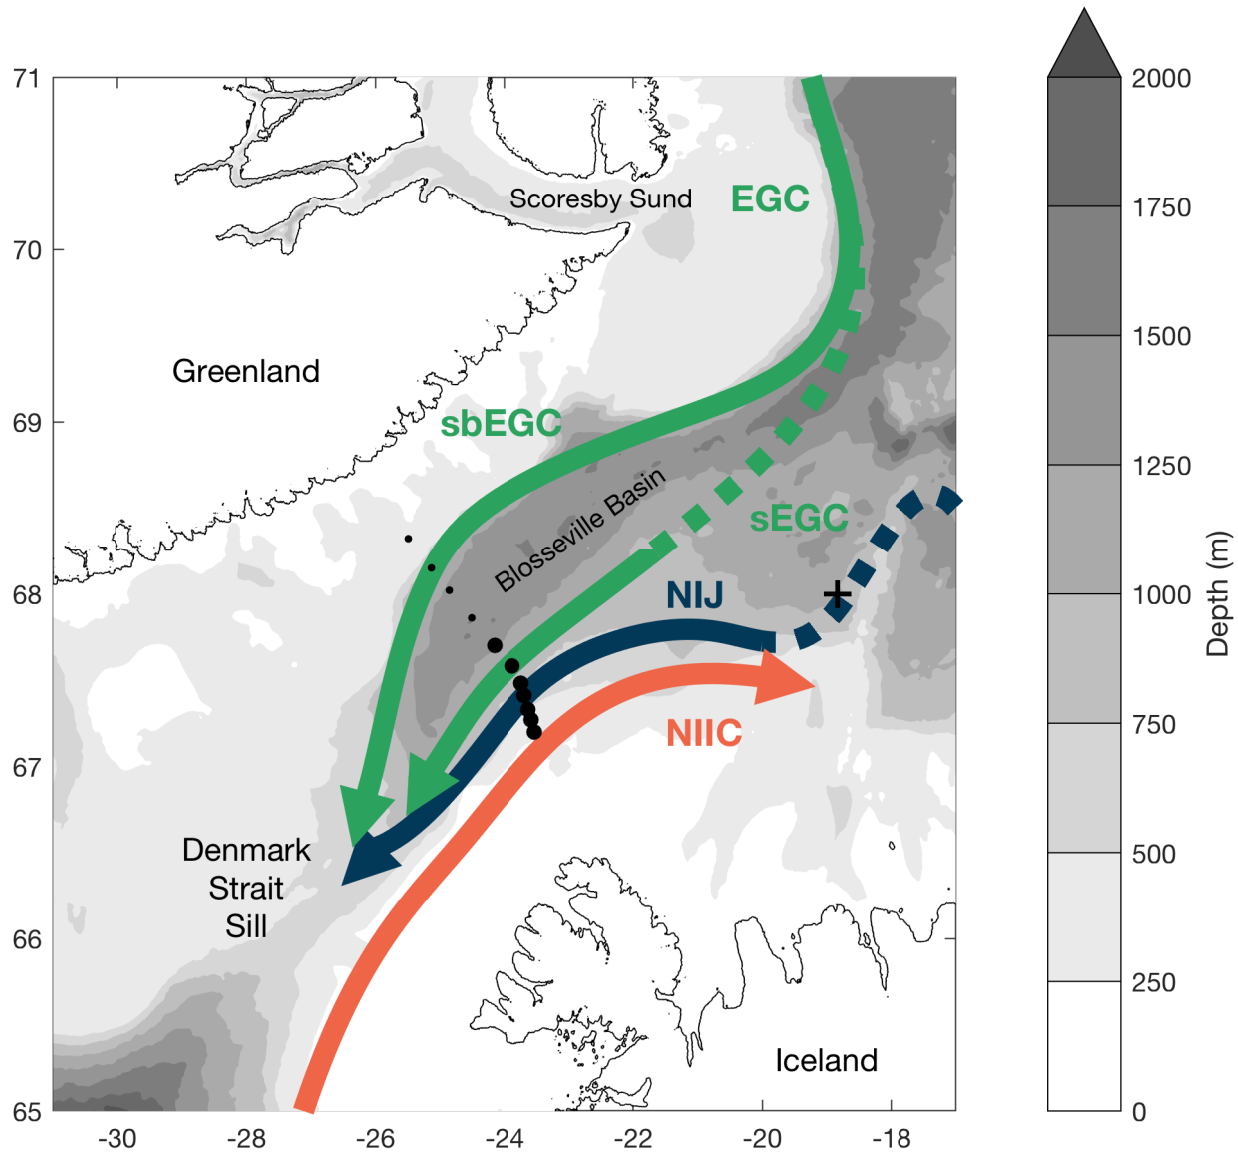 71
70
69
68
67
66
65
-30
-28
-26
-24
-22
-20
-18
Scoresby Sund
EGC
Greenland
sbEGC
Blosseville Basin
sEGC
NIJ
NIIC
Denmark
Strait
Sill
Iceland
2000
1750
1500
1250
1000
750
500
250
0
Depth (m)